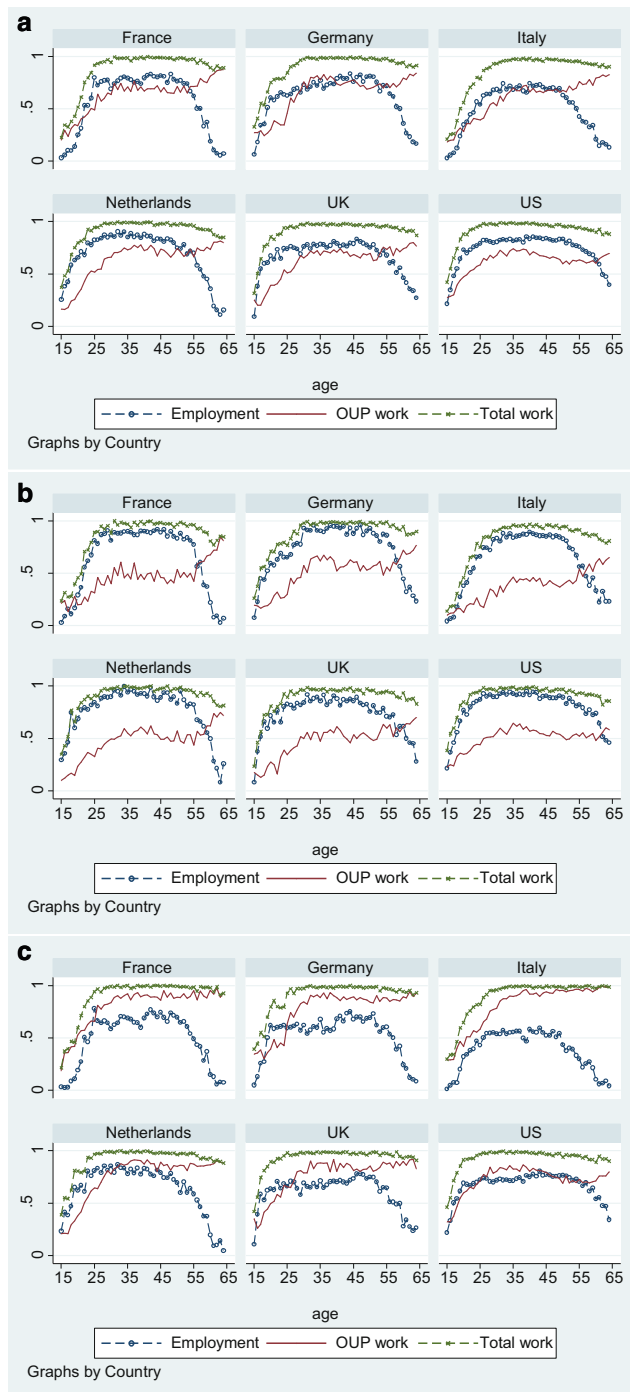 a
France Germany Italy
1
.5
0
Netherlands UK US
1
.5
0
15 25 35 45 55 65 15 25 35 45 55 65 15 25 35 45 55 65
age
Employment OUP work Total work
Graphs by Country
b
France Germany Italy
1
.5
0
Netherlands UK US
1
.5
0
15 25 35 45 55 65 15 25 35 45 55 65 15 25 35 45 55 65
age
Employment OUP work Total work
Graphs by Country
c
France Germany Italy
1
.5
0
Netherlands UK US
1
.5
0
15 25 35 45 55 65 15 25 35 45 55 65 15 25 35 45 55 65
age
Employment OUP work Total work
Graphs by Country